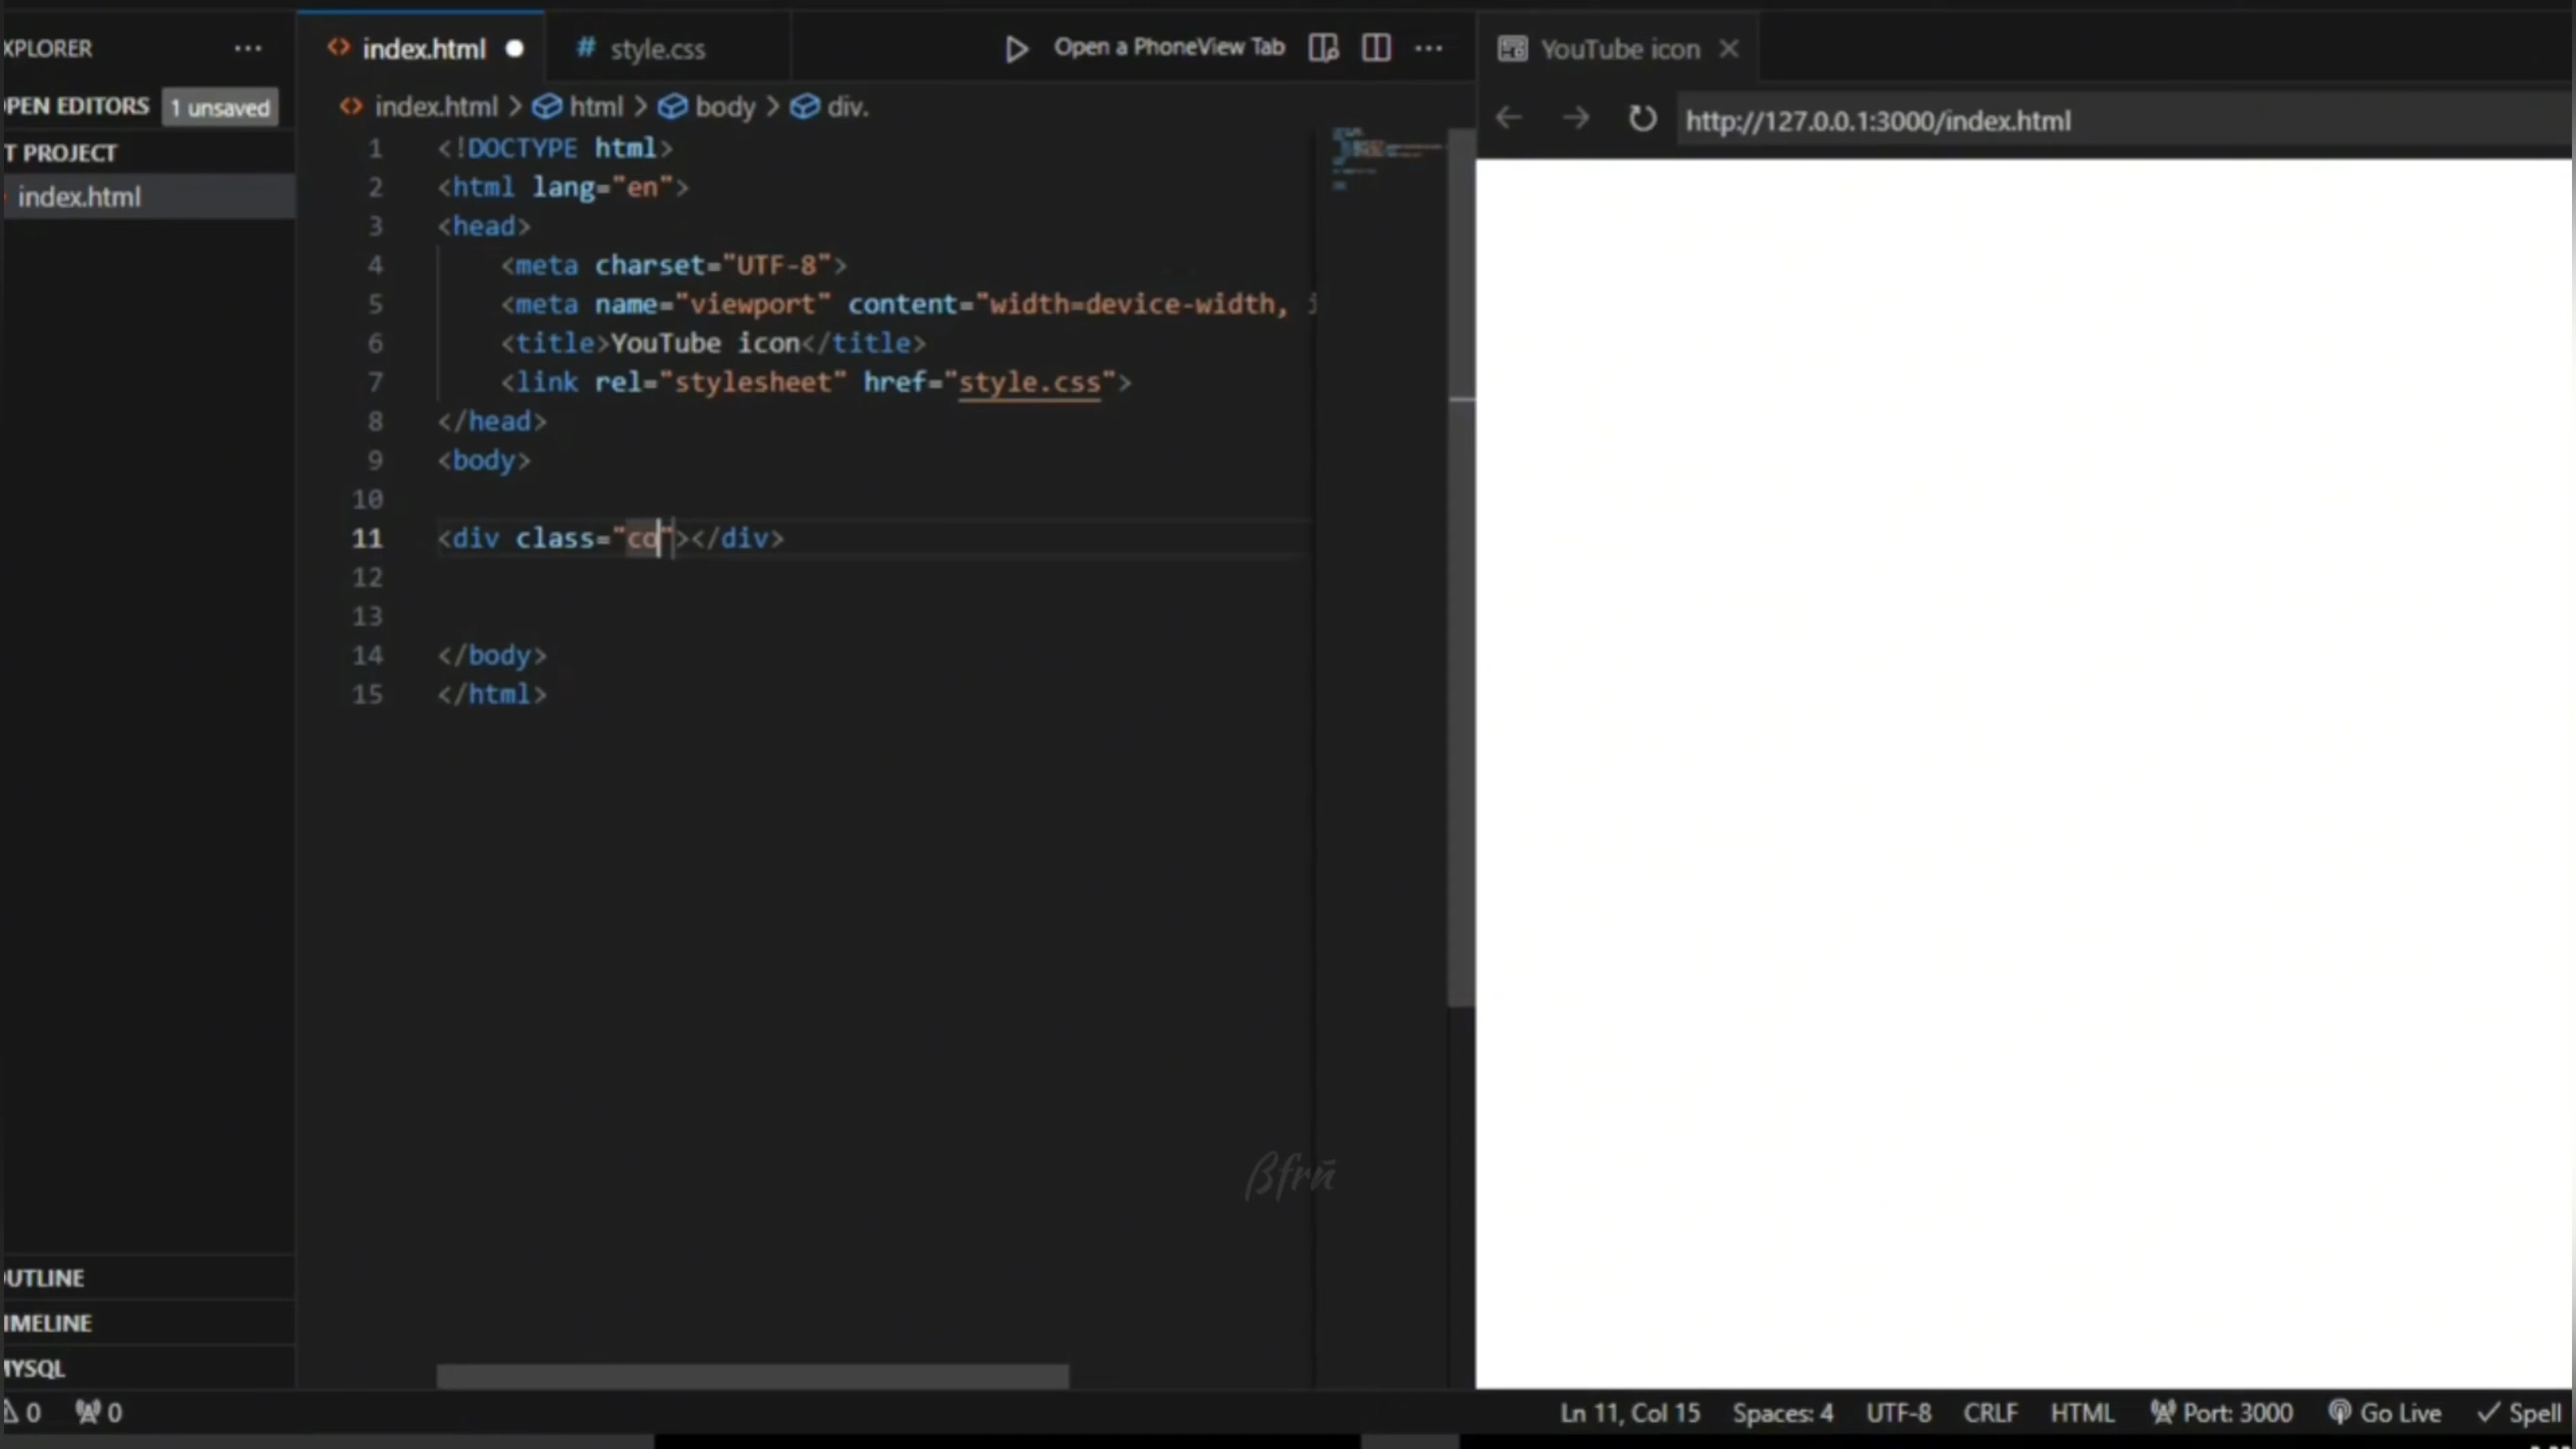 XPLORER ···
OPEN EDITORS 1 unsaved
T PROJECT
index.html
OUTLINE
TIMELINE
MYSQL
index.html
style.css
Open a PhoneView Tab
···
index.html > html > body > div.
1 <!DOCTYPE html>
2 <html lang="en">
3 <head>
4 <meta charset="UTF-8">
5 <meta name="viewport" content="width=device-width, i
6 <title>YouTube icon</title>
7 <link rel="stylesheet" href="style.css">
8 </head>
9 <body>
10
11 <div class="co"></div>
12
13
14 </body>
15 </html>
βfrñ
YouTube icon
http://127.0.0.1:3000/index.html
0 0
Ln 11, Col 15 Spaces: 4 UTF-8 CRLF HTML Port: 3000 Go Live Spell